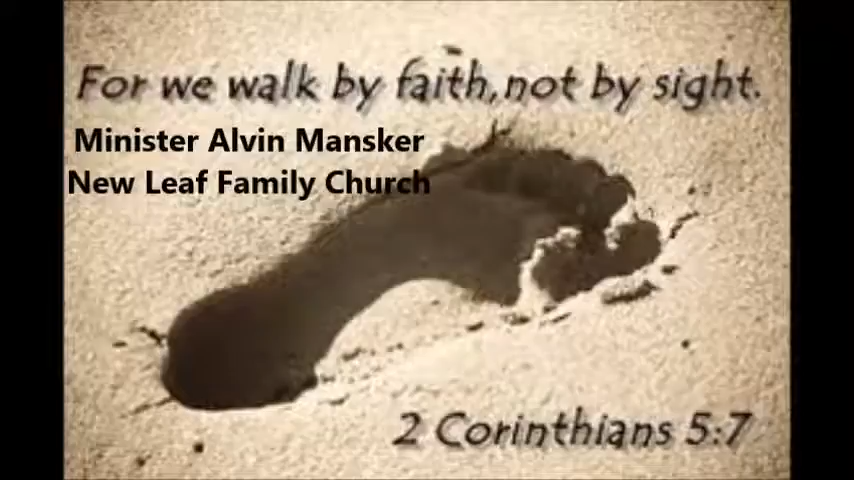 For we walk by faith,not by sight.
Minister Alvin Mansker
New Leaf Family Church
2 Corinthians 5:7